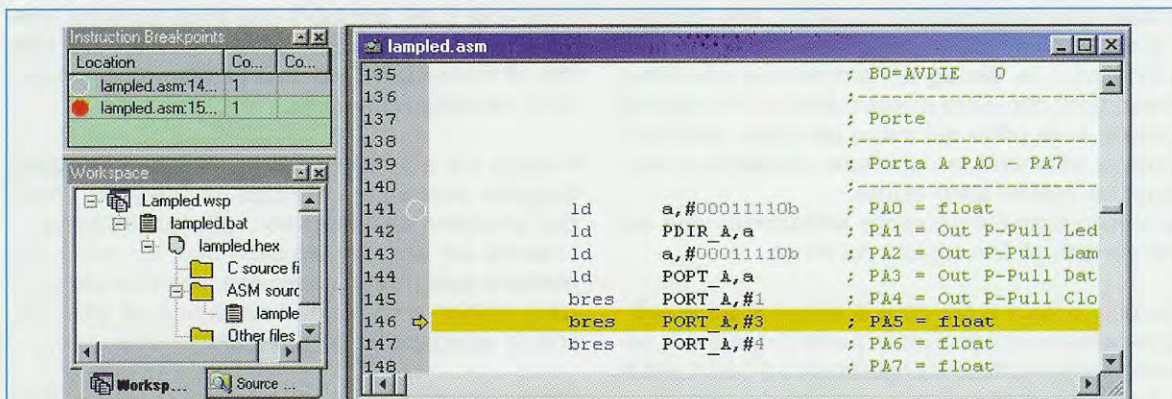 Instruction Breakpoints
Location Co... Co...
lampled.asm:14... 1
lampled.asm:15... 1
Workspace
Lampled.wsp
lampled.bat
lampled.hex
C source fi
ASM sourc
lample
Other files
Worksp... Source ...
lampled.asm
135 ; B0=AVDIE 0
136 ;-----------------------
137 ; Porte
138 ;-----------------------
139 ; Porta A PA0 - PA7
140 ;-----------------------
141 ld a,#00011110b ; PA0 = float
142 ld PDIR_A,a ; PA1 = Out P-Pull Led
143 ld a,#00011110b ; PA2 = Out P-Pull Lam
144 ld POPT_A,a ; PA3 = Out P-Pull Dat
145 bres PORT_A,#1 ; PA4 = Out P-Pull Clo
146 bres PORT_A,#3 ; PA5 = float
147 bres PORT_A,#4 ; PA6 = float
148 ; PA7 = float